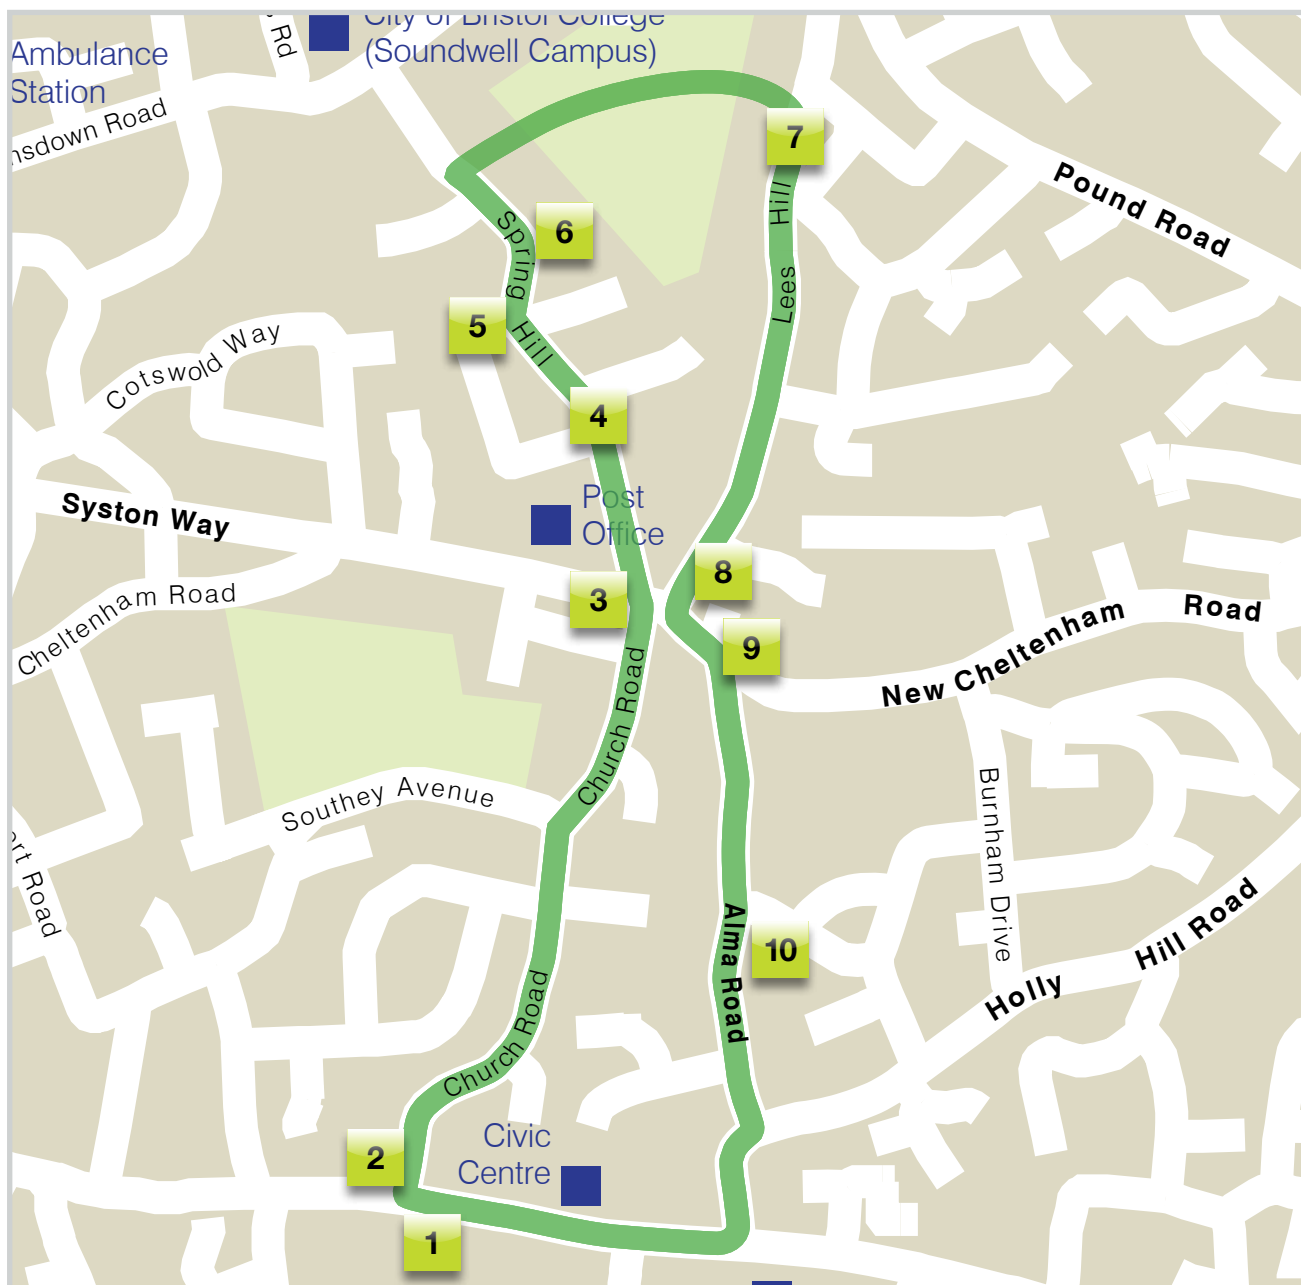 City of Bristol College
(Soundwell Campus)
Rd
Ambulance
Station
nsdown Road
7
Pound Road
Hill
Lees
6
Spring
Hill
5
Cotswold Way
4
Post
Office
Syston Way
8
3
Cheltenham Road
9
New Cheltenham
Road
Church Road
Southey Avenue
Burnham Drive
ort Road
Alma Road
10
Hill Road
Holly
Church Road
Civic
Centre
2
1